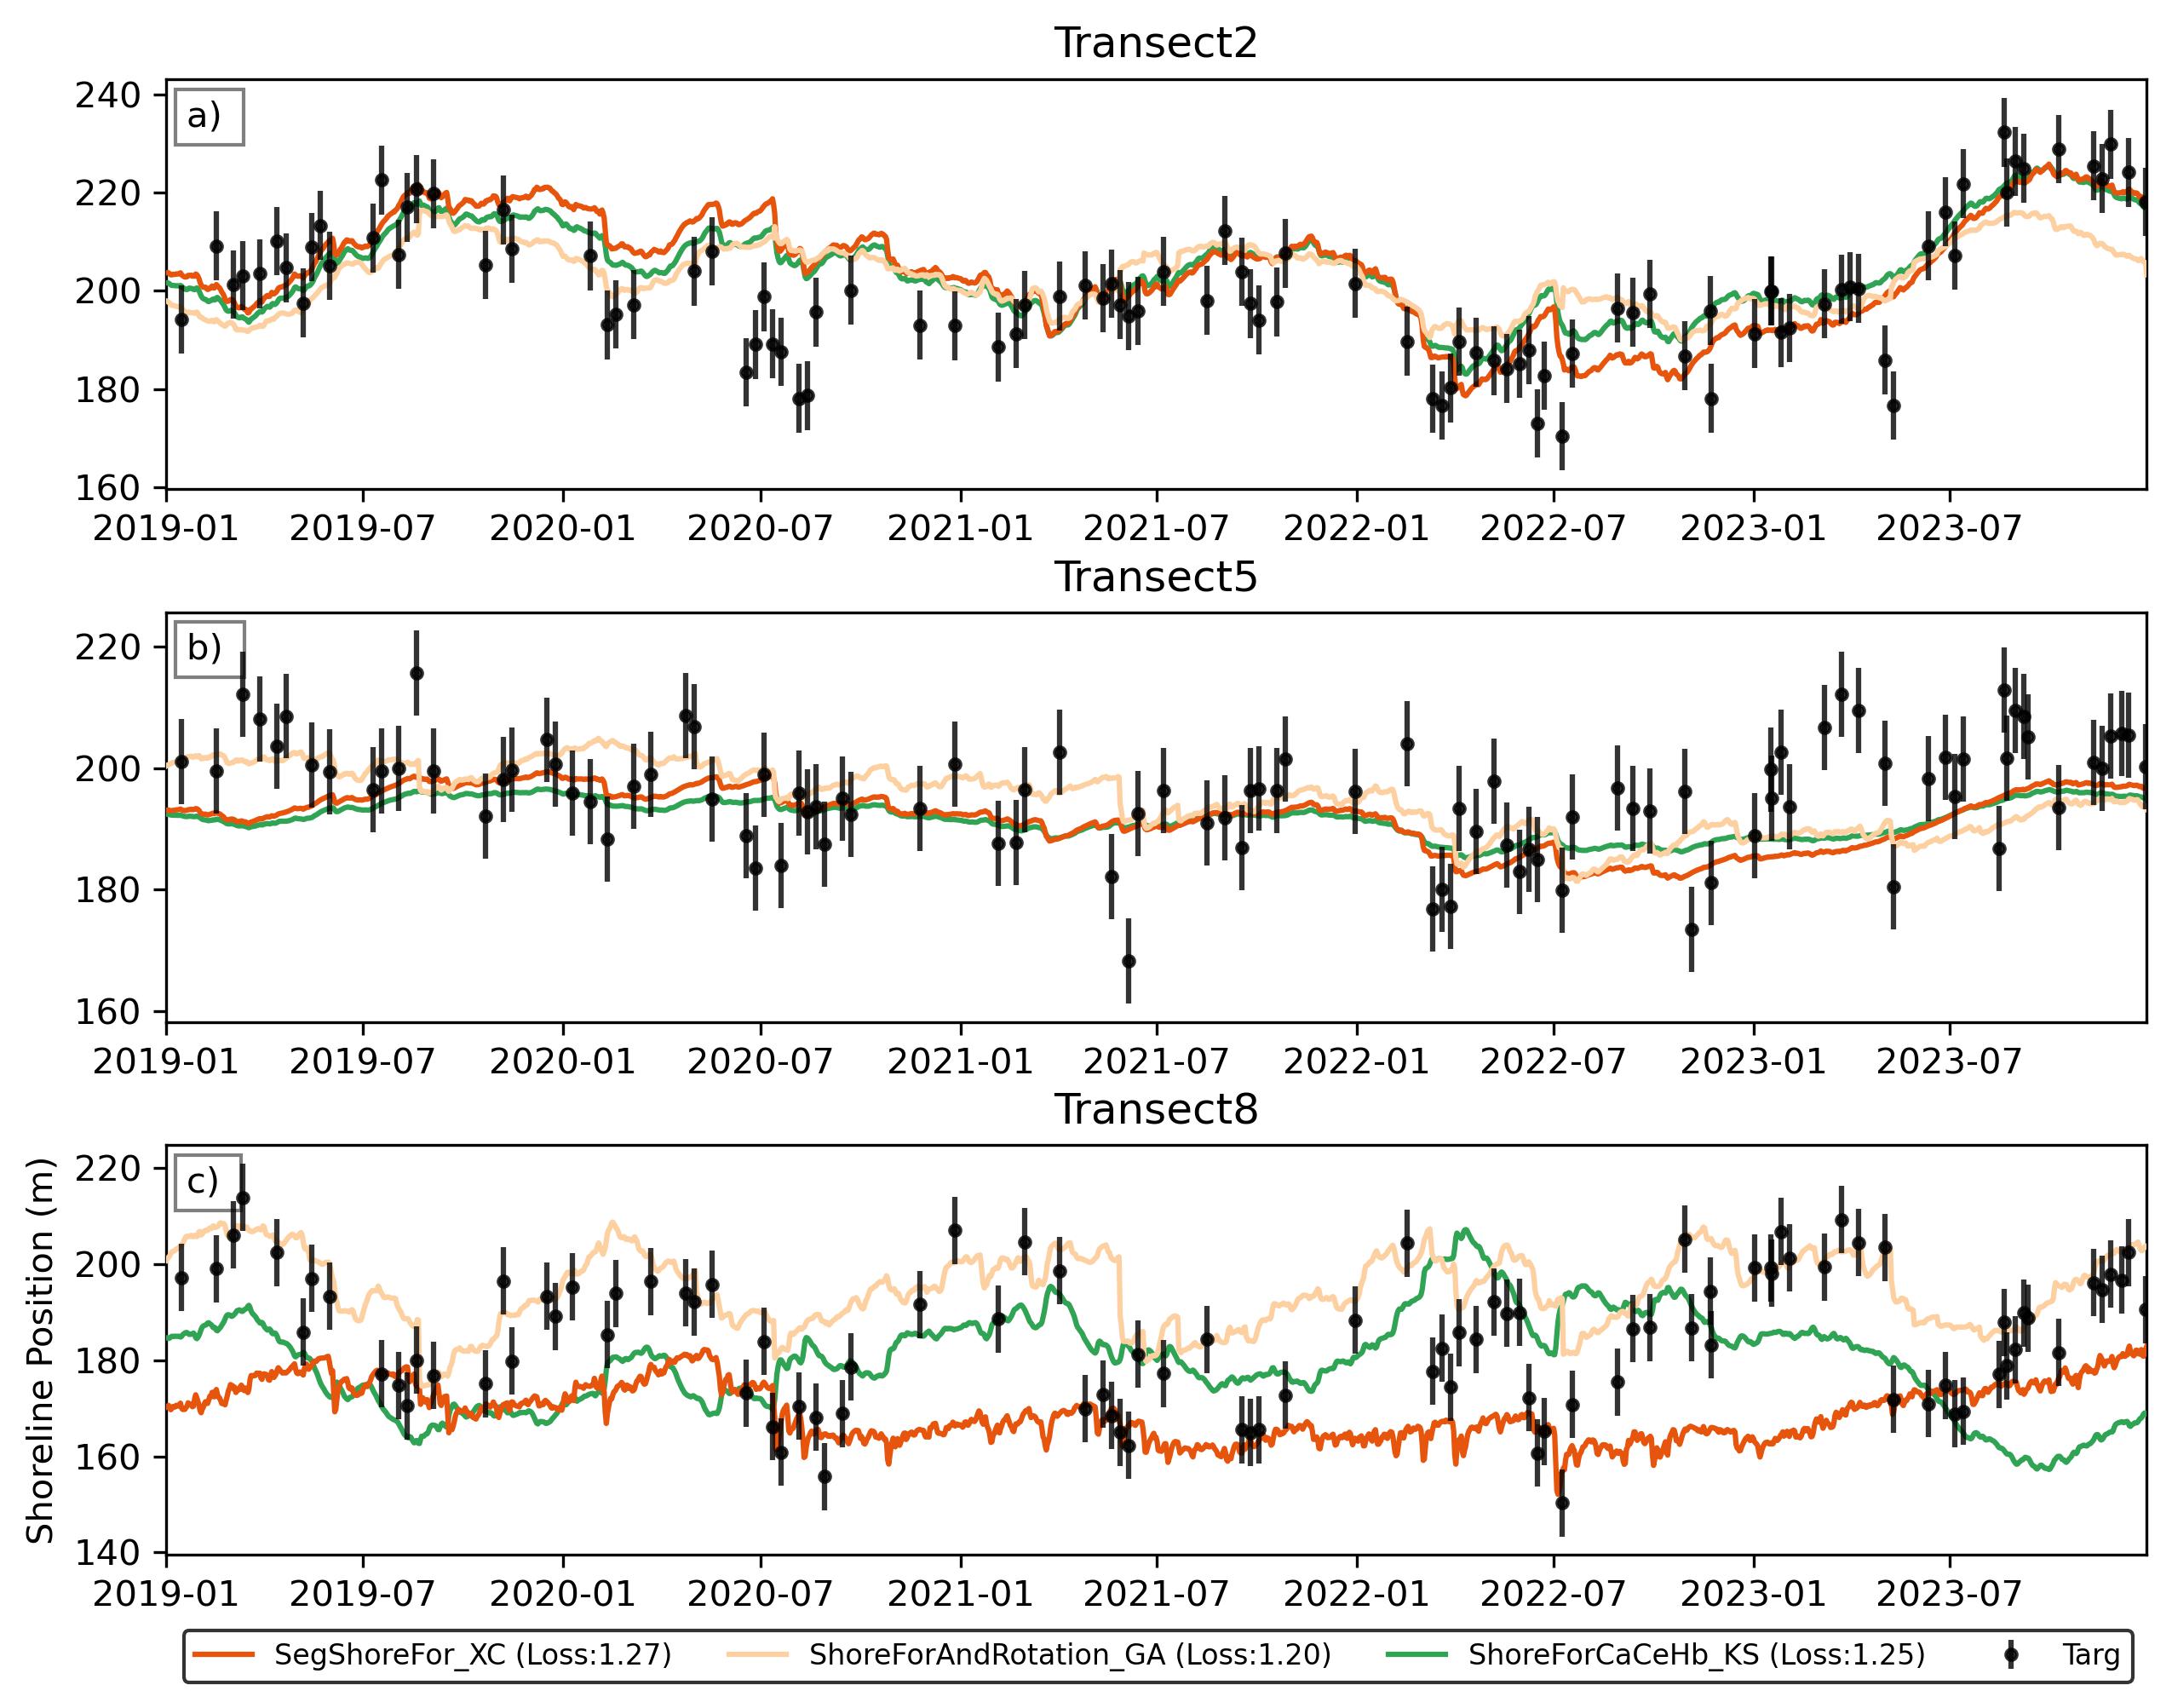 Transect2
a)
240
220
200
180
160
2019-01 2019-07 2020-01 2020-07 2021-01 2021-07 2022-01 2022-07 2023-01 2023-07
Transect5
b)
220
200
180
160
2019-01 2019-07 2020-01 2020-07 2021-01 2021-07 2022-01 2022-07 2023-01 2023-07
Transect8
c)
Shoreline Position (m)
220
200
180
160
140
2019-01 2019-07 2020-01 2020-07 2021-01 2021-07 2022-01 2022-07 2023-01 2023-07
SegShoreFor_XC (Loss:1.27) ShoreForAndRotation_GA (Loss:1.20) ShoreForCaCeHb_KS (Loss:1.25) Targ